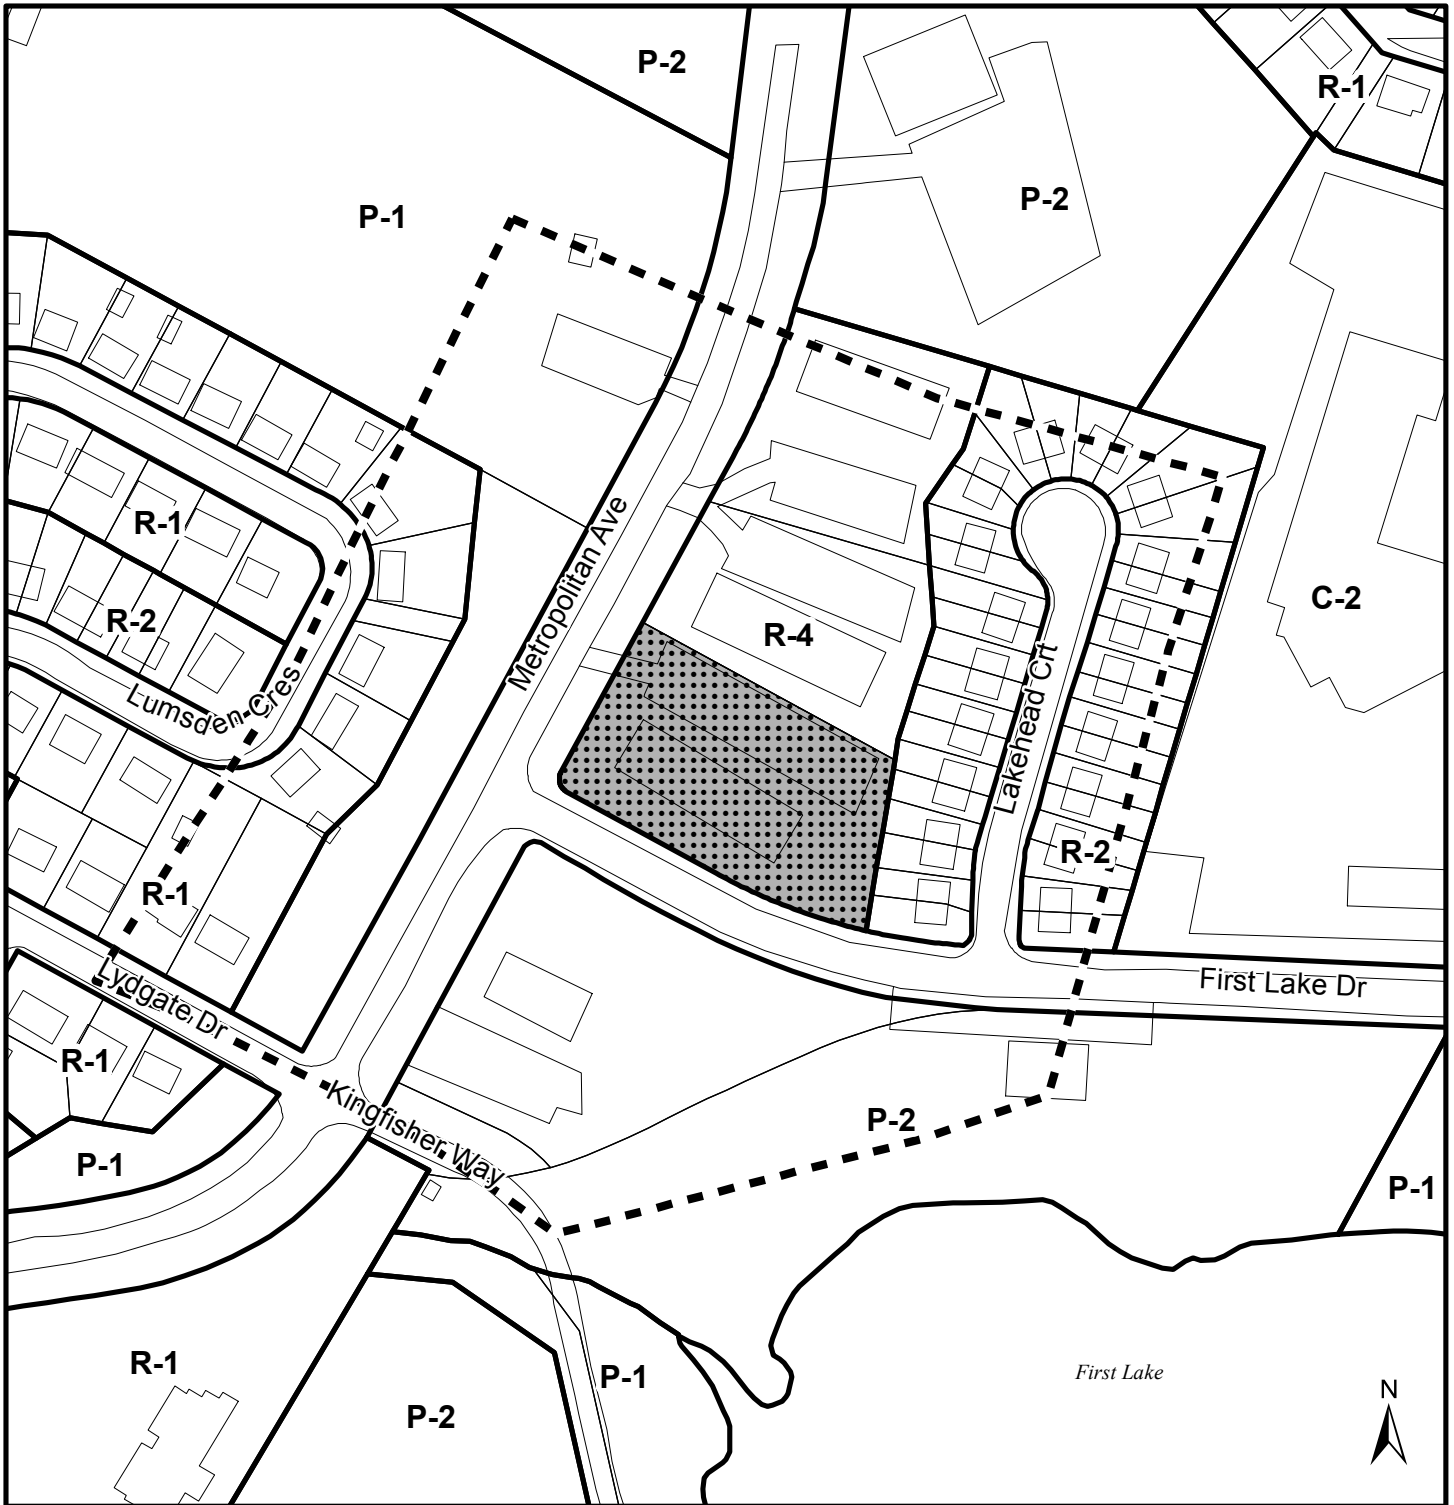 P-2
R-1
P-2
P-1
Metropolitan Ave
R-1
C-2
R-2
R-4
Lakehead Crt
Lumsden Cres
R-2
R-1
Lydgate Dr
First Lake Dr
R-1
Kingfisher Way
P-2
P-1
P-1
R-1
P-1
First Lake
P-2
N